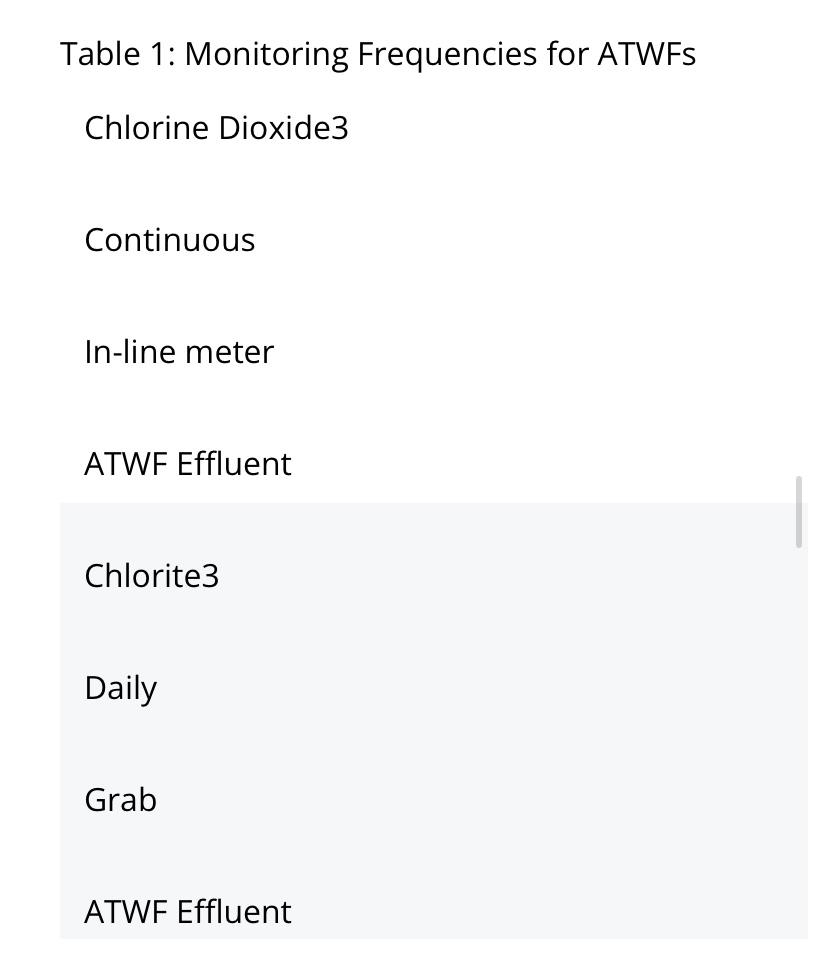 Table 1: Monitoring Frequencies for ATWFs
Chlorine Dioxide3
Continuous
In-line meter
ATWF Effluent
Chlorite3
Daily
Grab
ATWF Effluent